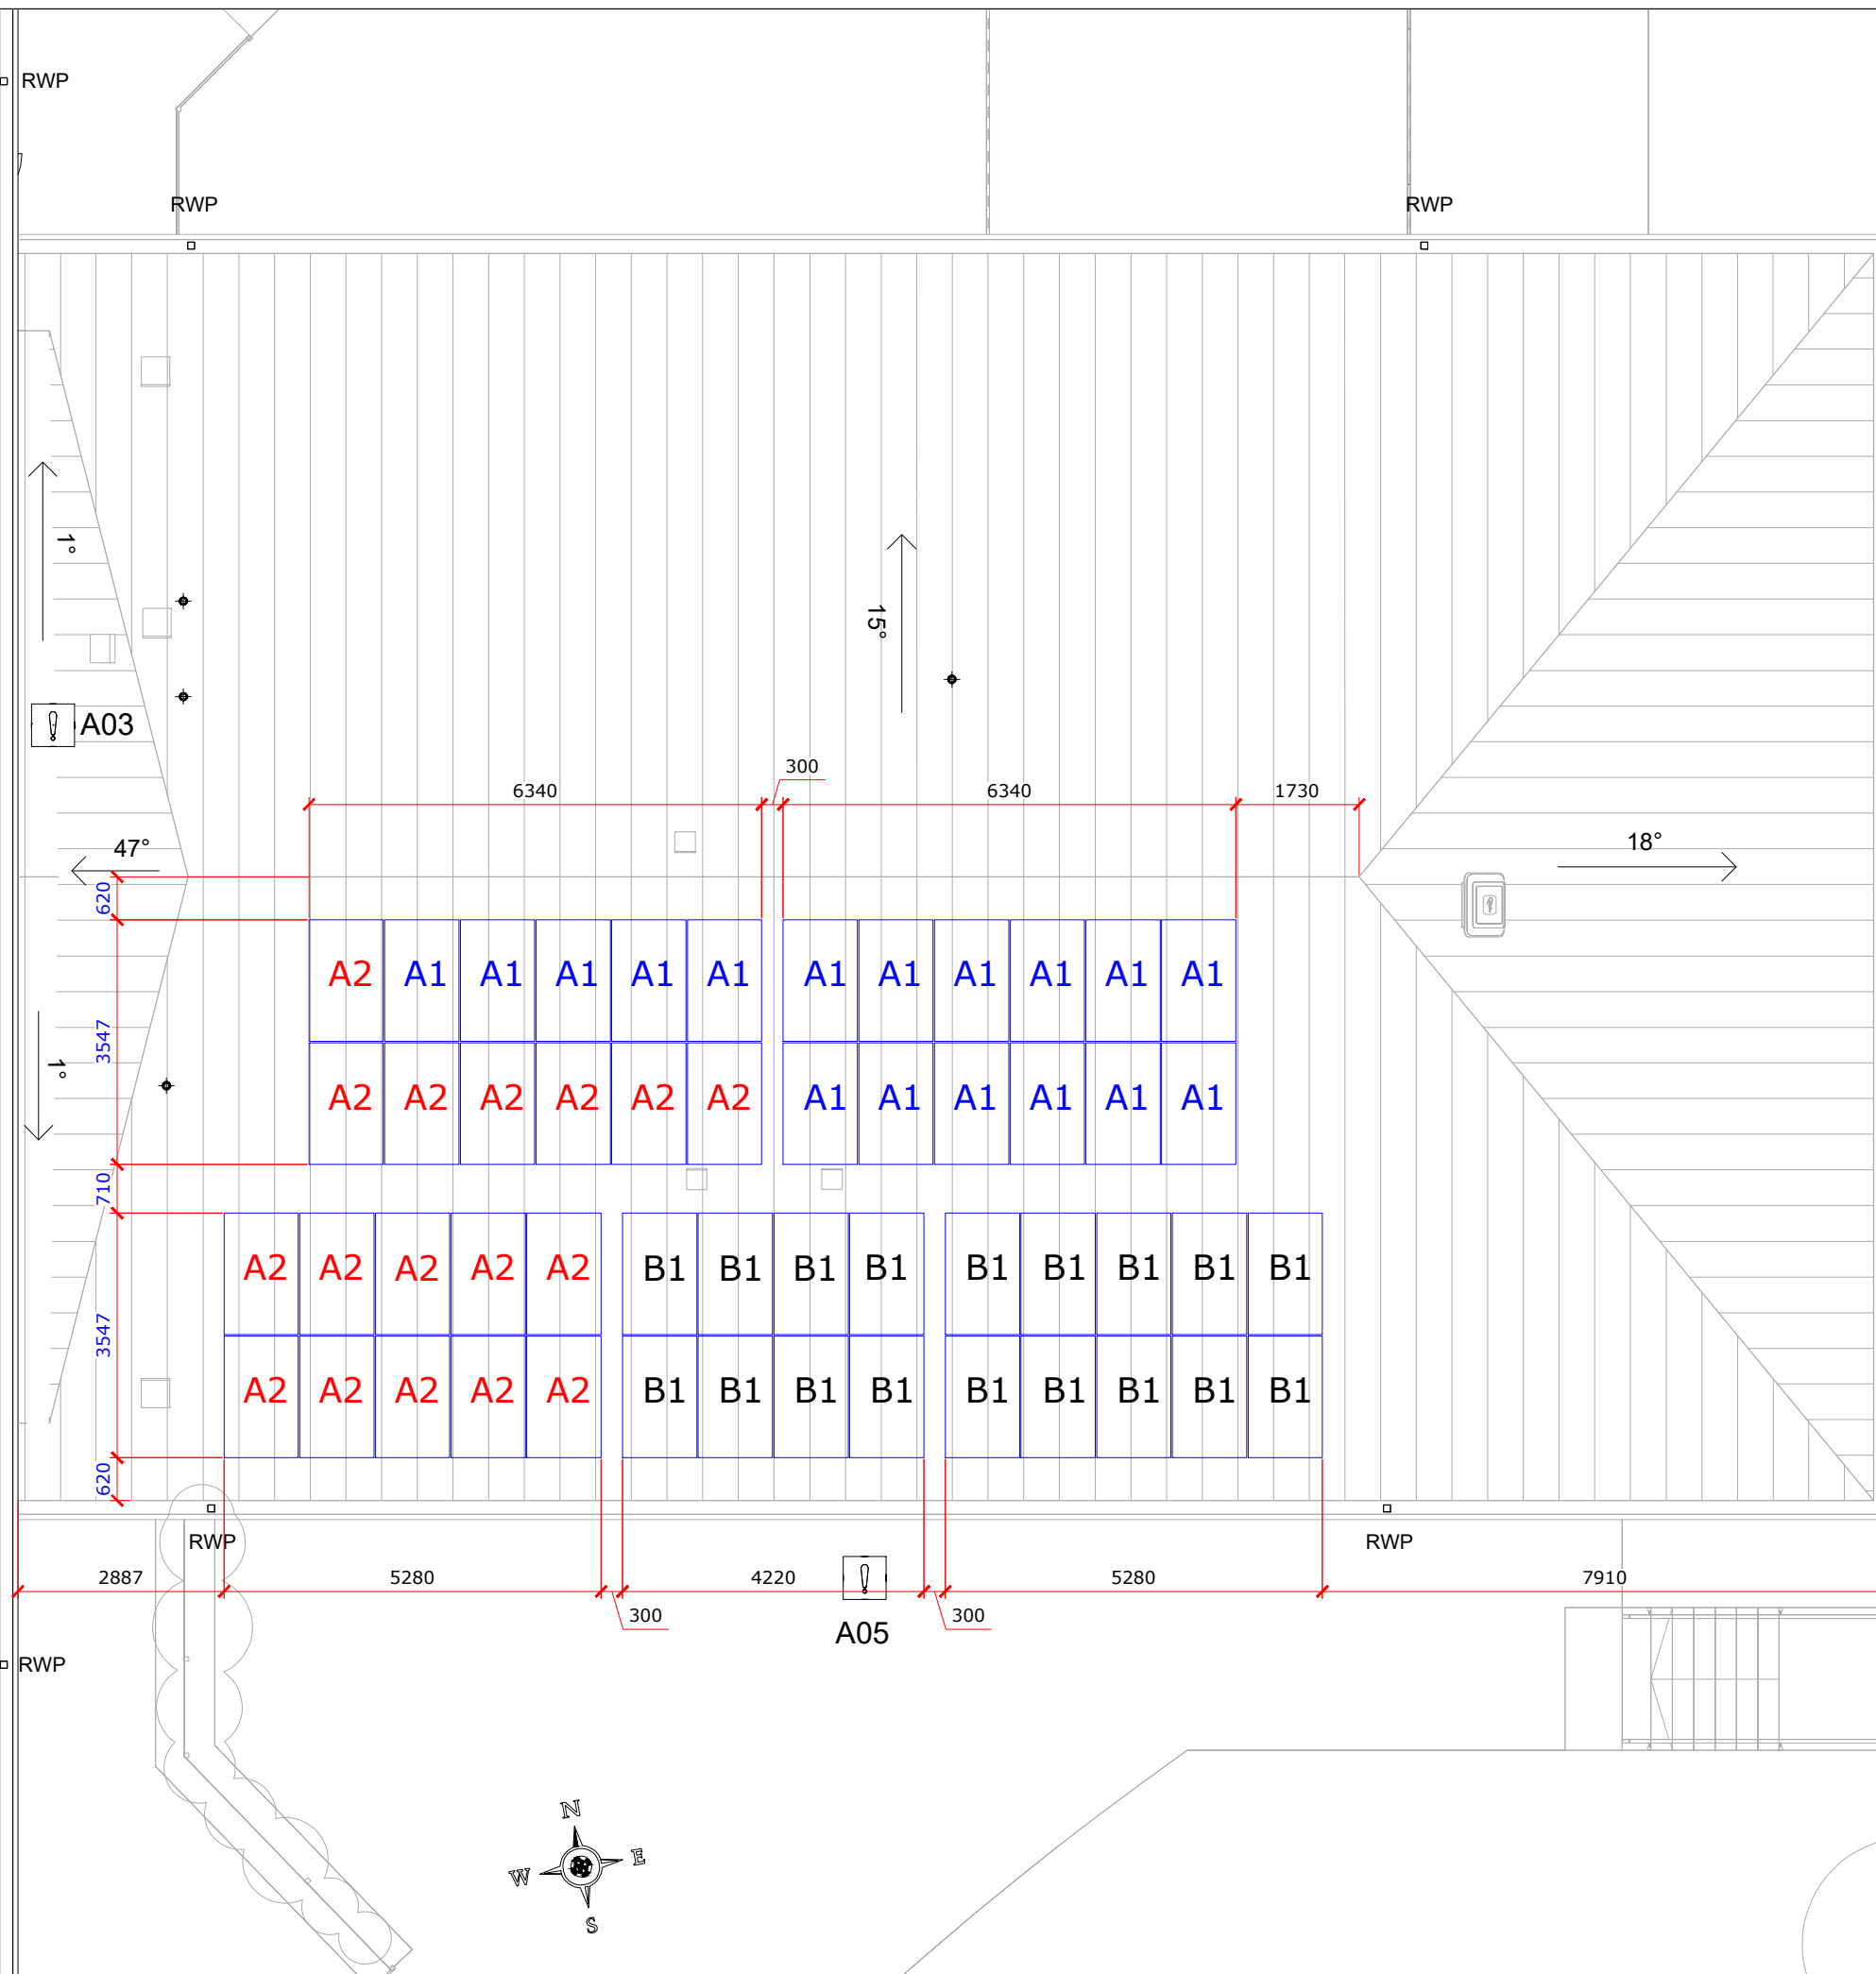 RWP
RWP
RWP
1°
15°
A03
300
6340
6340
1730
47°
18°
620
A2 A1 A1 A1 A1 A1 A1 A1 A1 A1 A1 A1
3547
1°
A2 A2 A2 A2 A2 A2 A1 A1 A1 A1 A1 A1
710
A2 A2 A2 A2 A2 B1 B1 B1 B1 B1 B1 B1 B1 B1
3547
A2 A2 A2 A2 A2 B1 B1 B1 B1 B1 B1 B1 B1 B1
620
RWP
RWP
2887
5280
4220
5280
7910
300
300
A05
RWP
N
W
E
S